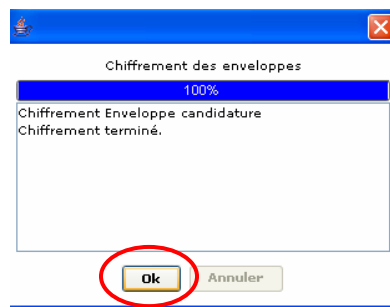 Chiffrement des enveloppes
100%
Chiffrement Enveloppe candidature
Chiffrement terminé.
Ok
Annuler